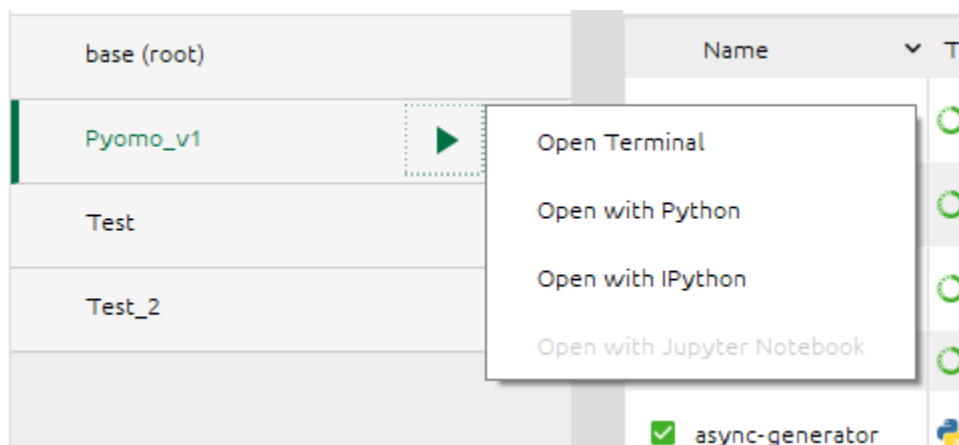 base (root)
Name
T
Pyomo_v1
Open Terminal
Open with Python
Test
Open with IPython
Test_2
Open with Jupyter Notebook
async-generator